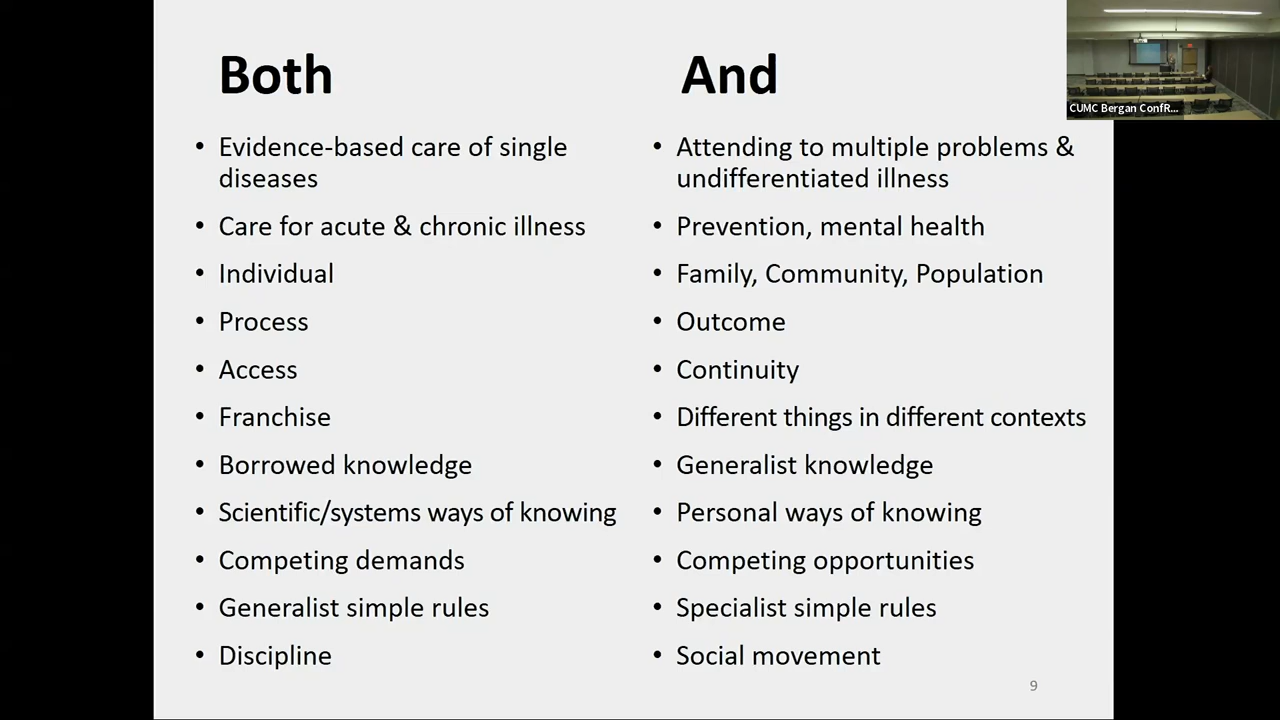 Both
And
• Evidence-based care of single
diseases
• Care for acute & chronic illness
• Individual
• Process
• Access
• Franchise
• Borrowed knowledge
• Scientific/systems ways of knowing
• Competing demands
• Generalist simple rules
• Discipline
• Attending to multiple problems &
undifferentiated illness
• Prevention, mental health
• Family, Community, Population
• Outcome
• Continuity
• Different things in different contexts
• Generalist knowledge
• Personal ways of knowing
• Competing opportunities
• Specialist simple rules
• Social movement
9
CUMC Bergan ConfR...